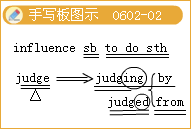 手写板图示 0602-02
influence sb to do sth
judge ⟹ judging by
judged from